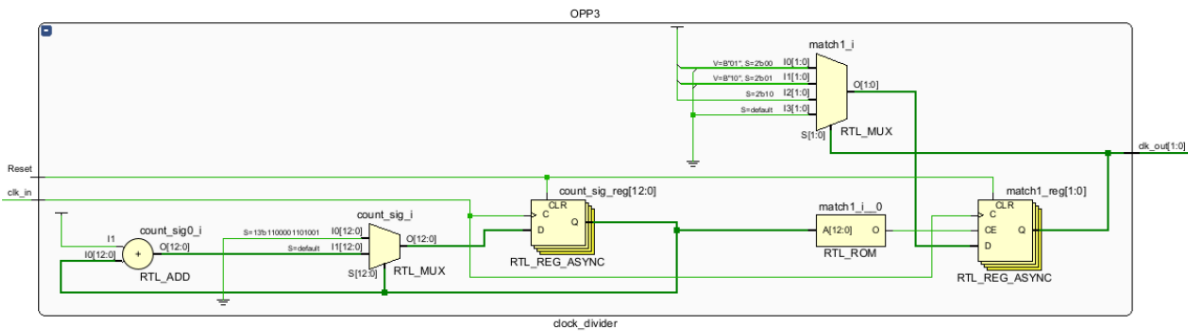 OPP3
match1_i
V=B"01", S=2'b00 I0[1:0]
V=B"10", S=2'b01 I1[1:0]
S=2'b10 I2[1:0]
S=default I3[1:0]
O[1:0]
S[1:0]
RTL_MUX
clk_out[1:0]
Reset
clk_in
count_sig_reg[12:0]
CLR
C
D
Q
RTL_REG_ASYNC
match1_reg[1:0]
CLR
C
CE
D
Q
RTL_REG_ASYNC
match1_i__0
A[12:0] O
RTL_ROM
count_sig_i
S=13'b1100001101001 I0[12:0]
S=default I1[12:0]
O[12:0]
S[12:0]
RTL_MUX
count_sig0_i
I1
I0[12:0]
+
O[12:0]
RTL_ADD
clock_divider